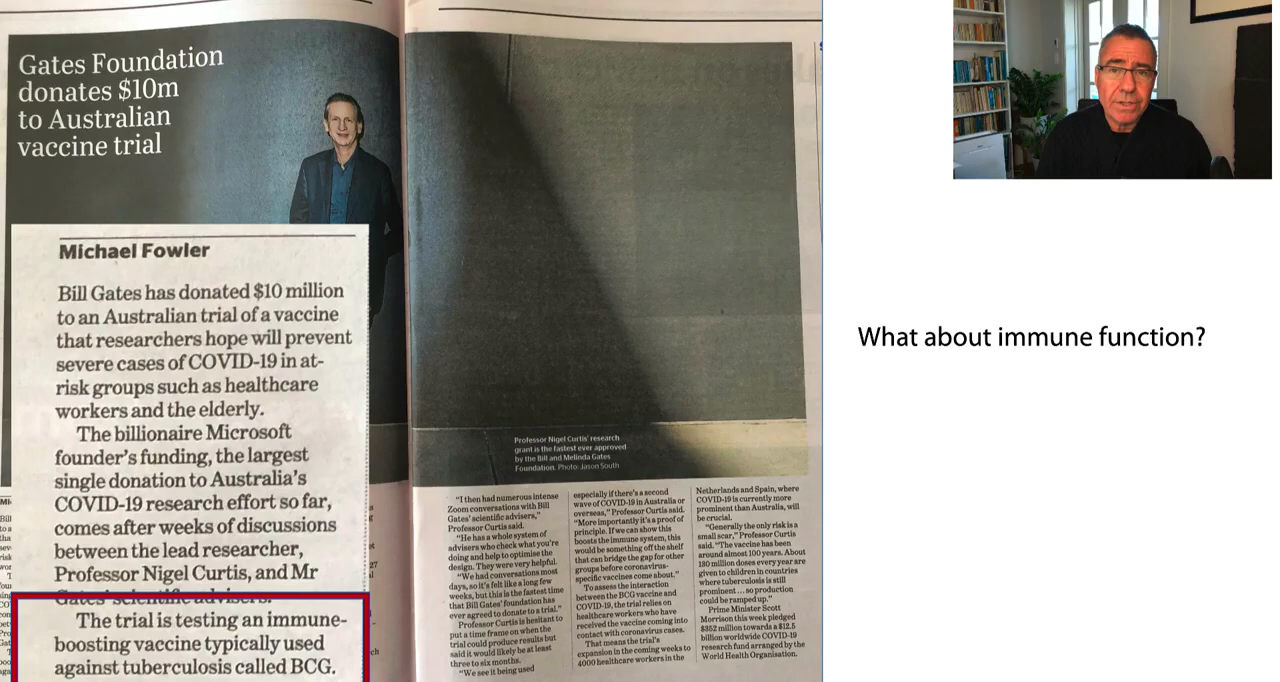 Gates Foundation
donates $10m
to Australian
vaccine trial
Michael Fowler
Bill Gates has donated $10 million
to an Australian trial of a vaccine
that researchers hope will prevent
severe cases of COVID-19 in at-
risk groups such as healthcare
workers and the elderly.
The billionaire Microsoft
founder's funding, the largest
single donation to Australia's
COVID-19 research effort so far,
comes after weeks of discussions
between the lead researcher,
Professor Nigel Curtis, and Mr
Gates' scientific advisers.
The trial is testing an immune-
boosting vaccine typically used
against tuberculosis called BCG.
Professor Nigel Curtis' research
grant is the fastest ever approved
by the Bill and Melinda Gates
Foundation. Photo: Jason South
"I then had numerous intense
Zoom conversations with Bill
Gates' scientific advisers,"
Professor Curtis said.
"He has a whole system of
advisers who check what you're
doing and help to optimise the
design. They were very helpful.
"We had conversations most
days, so it's felt like a long few
weeks, but this is the fastest time
that Bill Gates' foundation has
ever agreed to donate to a trial."
Professor Curtis is hesitant to
put a time frame on when the
trial could produce results but
said it would likely be at least
three to six months.
"We see it being used
especially if there's a second
wave of COVID-19 in Australia or
overseas," Professor Curtis said.
"More importantly it's a proof of
principle. If we can show this
boosts the immune system, this
would be something off the shelf
that can bridge the gap for other
groups before coronavirus-
specific vaccines come about."
To assess the interaction
between the BCG vaccine and
COVID-19, the trial relies on
healthcare workers who have
received the vaccine coming into
contact with coronavirus cases.
That means the trial's
expansion in the coming weeks to
4000 healthcare workers in the
Netherlands and Spain, where
COVID-19 is currently more
prominent than Australia, will
be crucial.
"Generally the only risk is a
small scar," Professor Curtis
said. "The vaccine has been
around almost 100 years. About
130 million doses every year are
given to children in countries
where tuberculosis is still
prominent ... so production
could be ramped up."
Prime Minister Scott
Morrison this week pledged
$352 million towards a $12.5
billion worldwide COVID-19
research fund arranged by the
World Health Organisation.
What about immune function?